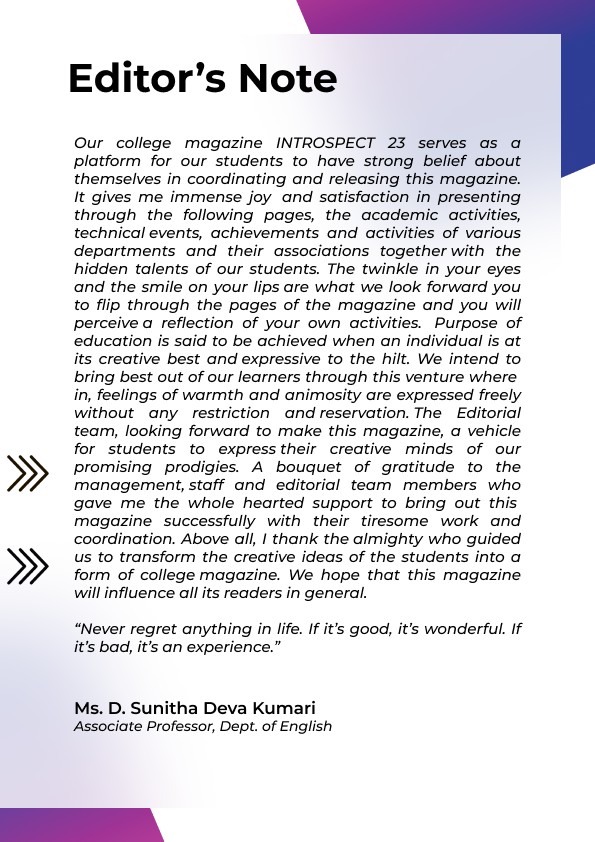 Editor’s Note
Our college magazine INTROSPECT 23 serves as a
platform for our students to have strong belief about
themselves in coordinating and releasing this magazine.
It gives me immense joy and satisfaction in presenting
through the following pages, the academic activities,
technical events, achievements and activities of various
departments and their associations together with the
hidden talents of our students. The twinkle in your eyes
and the smile on your lips are what we look forward you
to flip through the pages of the magazine and you will
perceive a reflection of your own activities. Purpose of
education is said to be achieved when an individual is at
its creative best and expressive to the hilt. We intend to
bring best out of our learners through this venture where
in, feelings of warmth and animosity are expressed freely
without any restriction and reservation. The Editorial
team, looking forward to make this magazine, a vehicle
for students to express their creative minds of our
promising prodigies. A bouquet of gratitude to the
management, staff and editorial team members who
gave me the whole hearted support to bring out this
magazine successfully with their tiresome work and
coordination. Above all, I thank the almighty who guided
us to transform the creative ideas of the students into a
form of college magazine. We hope that this magazine
will influence all its readers in general.
“Never regret anything in life. If it’s good, it’s wonderful. If
it’s bad, it’s an experience.”
Ms. D. Sunitha Deva Kumari
Associate Professor, Dept. of English